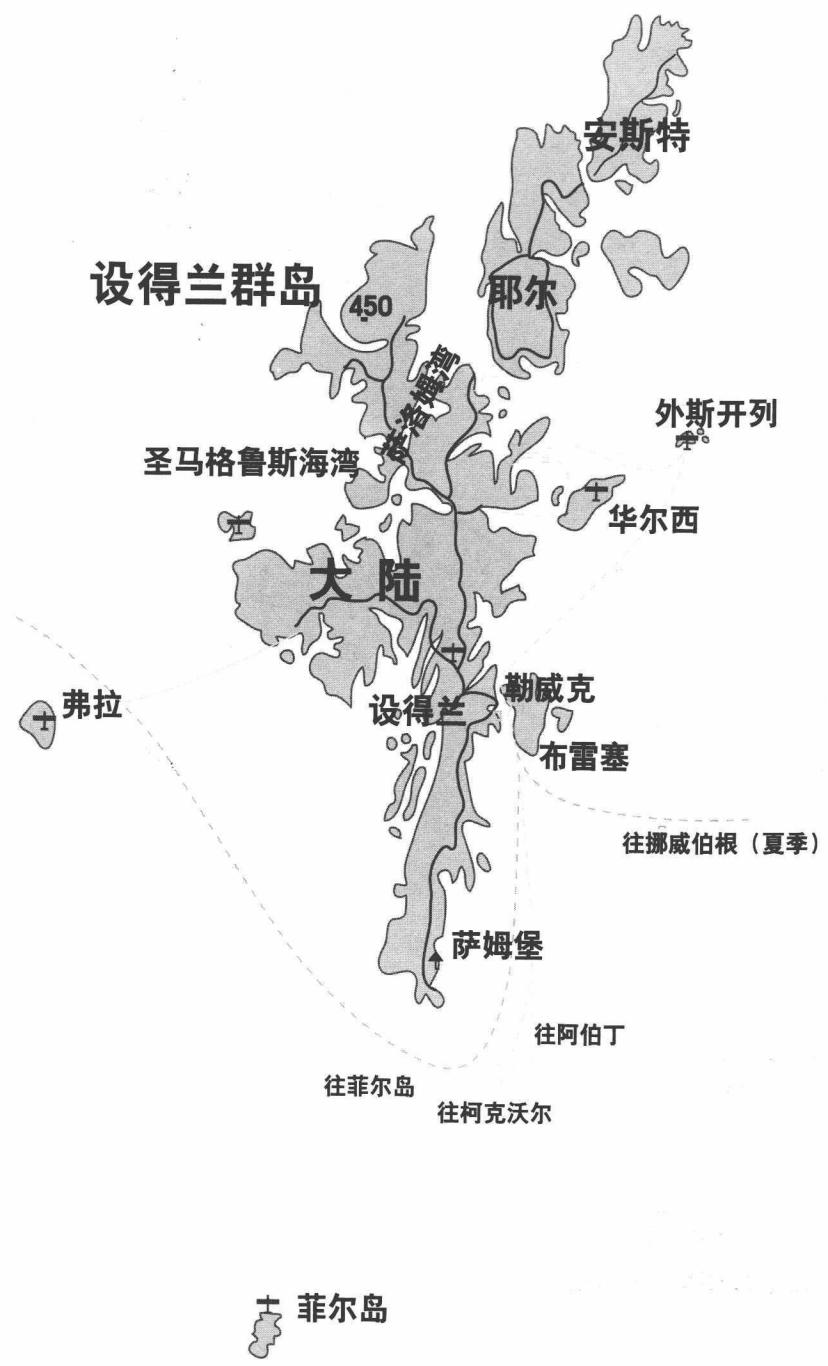 安斯特
设得兰群岛
耶尔
450
萨洛姆湾
外斯开列
圣马格鲁斯海湾
华尔西
大陆
弗拉
设得兰
勒威克
布雷塞
往挪威伯根（夏季）
萨姆堡
往阿伯丁
往菲尔岛
往柯克沃尔
菲尔岛